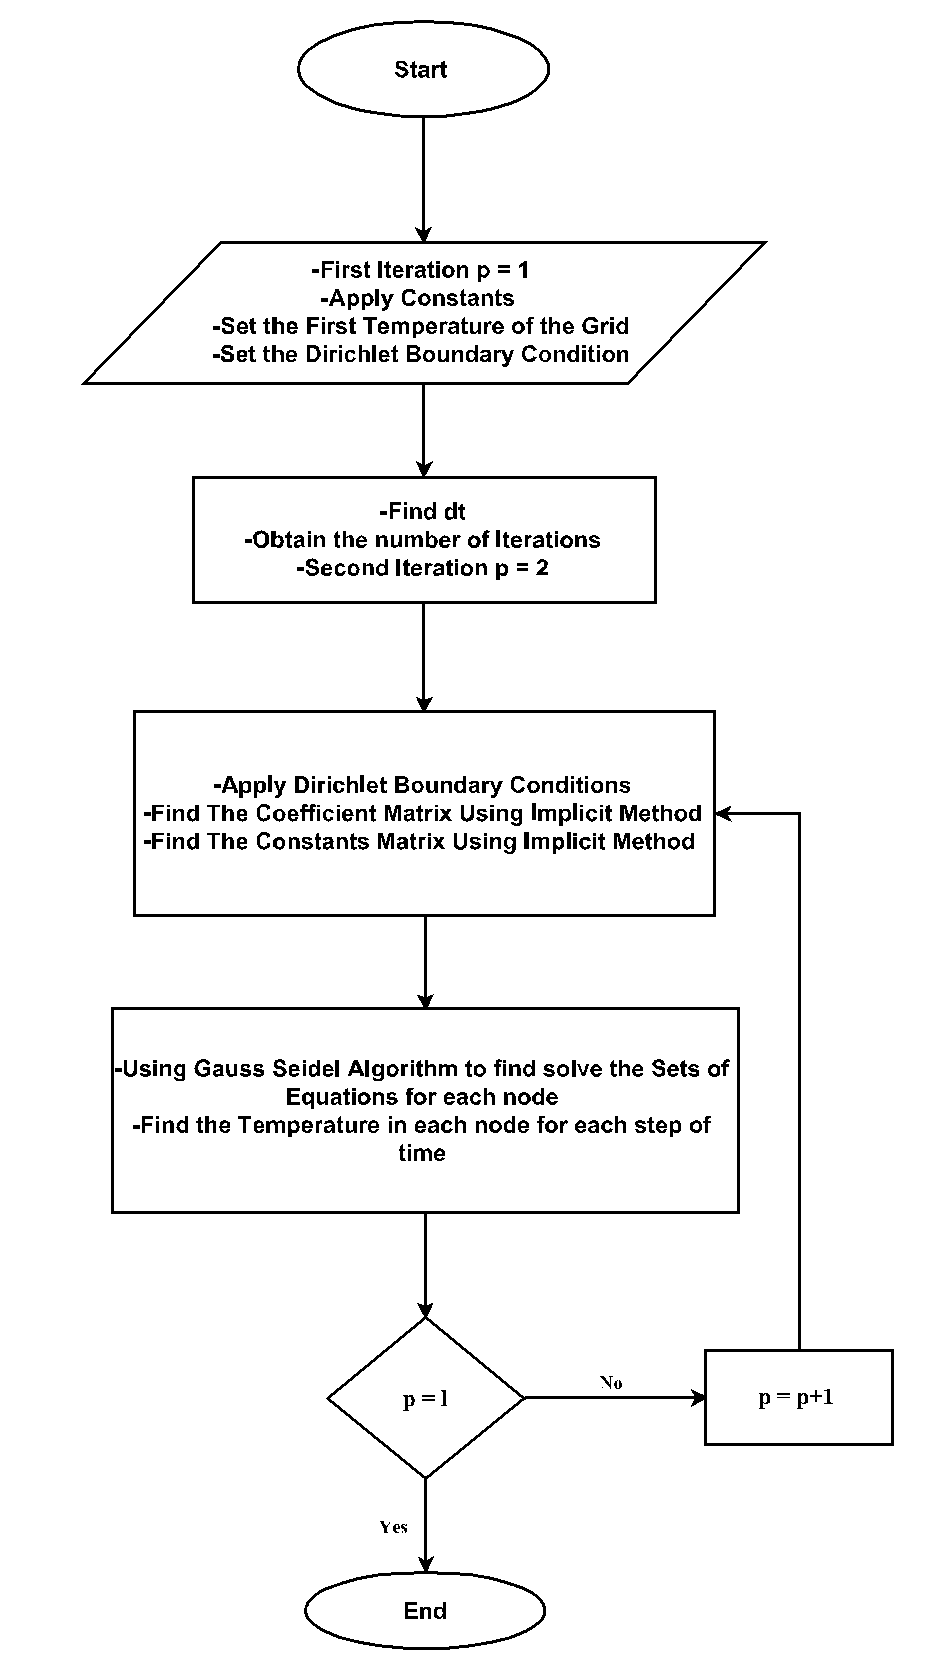 Start
-First Iteration p = 1
-Apply Constants
-Set the First Temperature of the Grid
-Set the Dirichlet Boundary Condition
-Find dt
-Obtain the number of Iterations
-Second Iteration p = 2
-Apply Dirichlet Boundary Conditions
-Find The Coefficient Matrix Using Implicit Method
-Find The Constants Matrix Using Implicit Method
-Using Gauss Seidel Algorithm to find solve the Sets of
Equations for each node
-Find the Temperature in each node for each step of
time
p = l
No
p = p+1
Yes
End